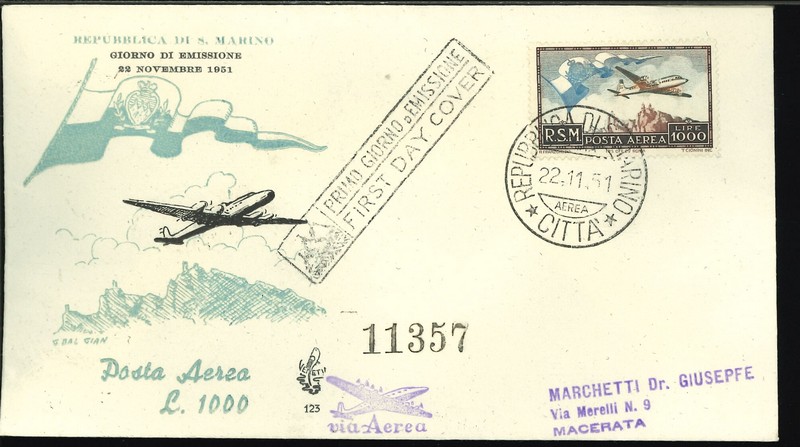 REPUBBLICA DI S. MARINO
GIORNO DI EMISSIONE
22 NOVEMBRE 1951
PRIMO GIORNO D'EMISSIONE
FIRST DAY COVER
R.S.M.
POSTA AEREA
LIRE
1000
REPUBBLICA DI S. MARINO
22.11.51
AEREA
CITTÀ
11357
Posta Aerea
L. 1000
123
via Aerea
MARCHETTI Dr. GIUSEPFE
Via Merelli N. 9
MACERATA